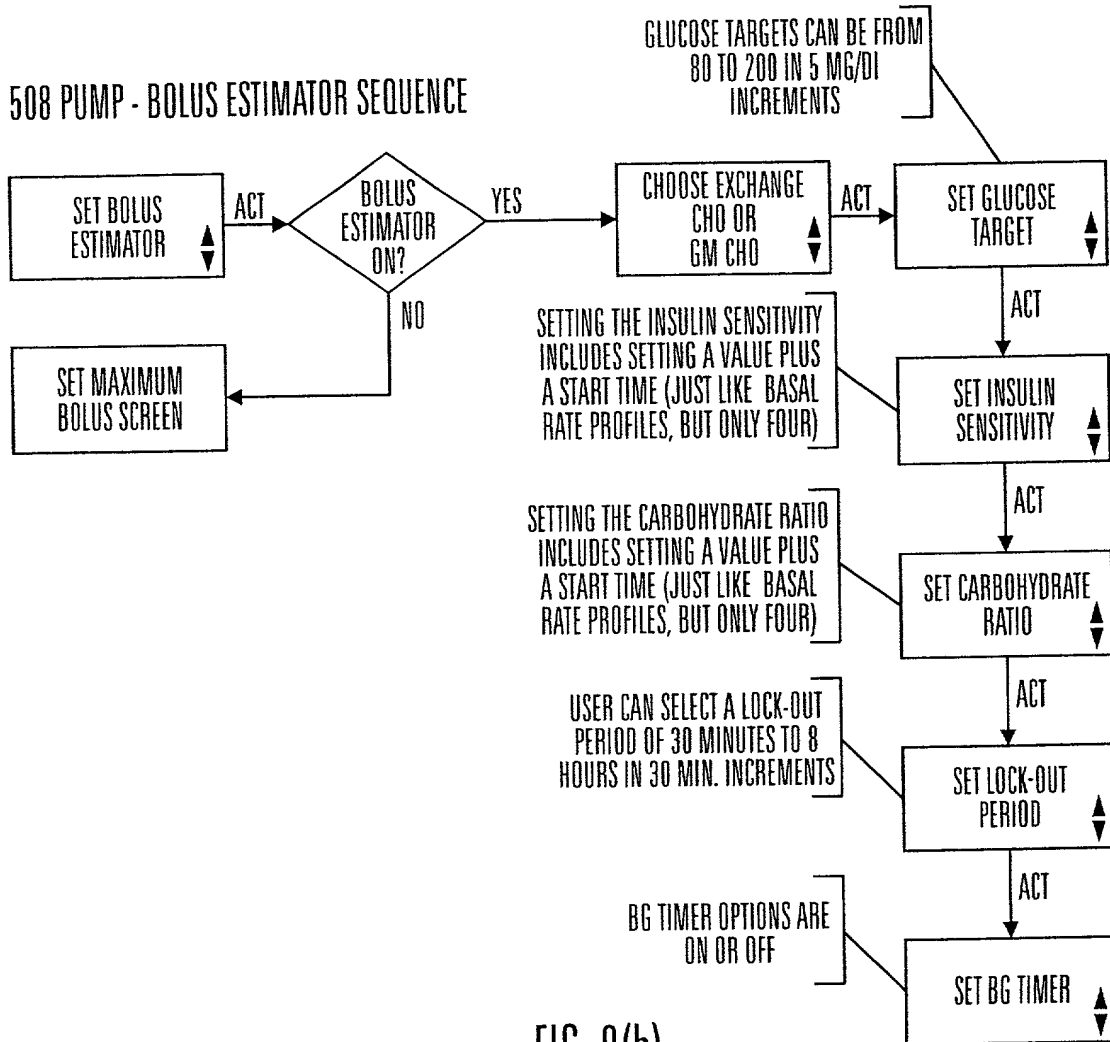 GLUCOSE TARGETS CAN BE FROM
80 TO 200 IN 5 MG/DI
INCREMENTS
508 PUMP - BOLUS ESTIMATOR SEQUENCE
SET BOLUS
ESTIMATOR
ACT
BOLUS
ESTIMATOR
ON?
YES
CHOOSE EXCHANGE
CHO OR
GM CHO
ACT
SET GLUCOSE
TARGET
NO
ACT
SET MAXIMUM
BOLUS SCREEN
SETTING THE INSULIN SENSITIVITY
INCLUDES SETTING A VALUE PLUS
A START TIME (JUST LIKE BASAL
RATE PROFILES, BUT ONLY FOUR)
SET INSULIN
SENSITIVITY
ACT
SETTING THE CARBOHYDRATE RATIO
INCLUDES SETTING A VALUE PLUS
A START TIME (JUST LIKE BASAL
RATE PROFILES, BUT ONLY FOUR)
SET CARBOHYDRATE
RATIO
ACT
USER CAN SELECT A LOCK-OUT
PERIOD OF 30 MINUTES TO 8
HOURS IN 30 MIN. INCREMENTS
SET LOCK-OUT
PERIOD
ACT
BG TIMER OPTIONS ARE
ON OR OFF
SET BG TIMER
FIG. 9(b)